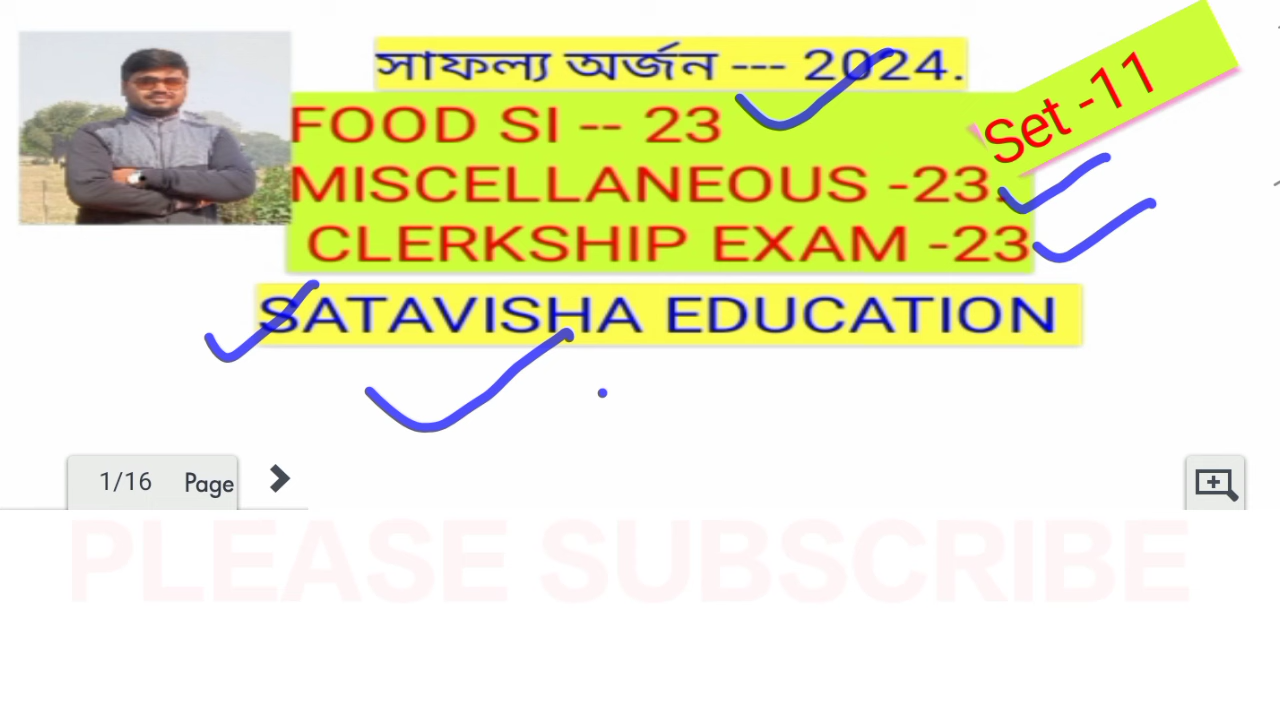 সাফল্য অর্জন --- 2024.
Set -11
FOOD SI -- 23
MISCELLANEOUS -23.
CLERKSHIP EXAM -23
SATAVISHA EDUCATION
1/16 Page
PLEASE SUBSCRIBE